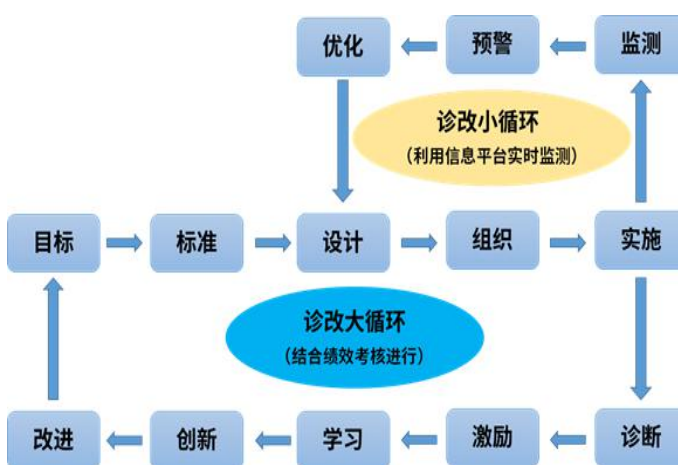 优化
预警
监测
诊改小循环
（利用信息平台实时监测）
目标
标准
设计
组织
实施
诊改大循环
（结合绩效考核进行）
改进
创新
学习
激励
诊断